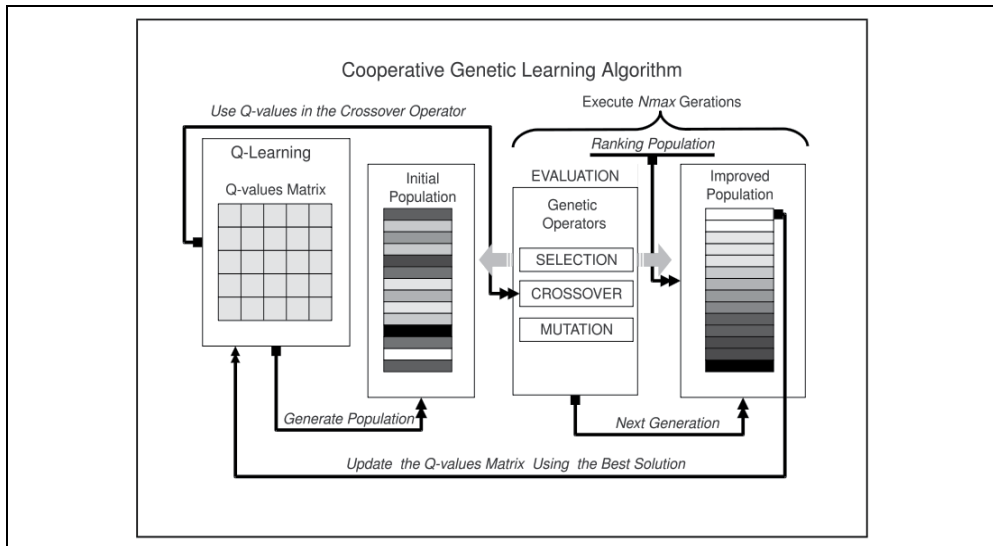 Cooperative Genetic Learning Algorithm
Use Q-values in the Crossover Operator
Execute Nmax Gerations
Ranking Population
Q-Learning
Q-values Matrix
Initial
Population
EVALUATION
Genetic
Operators
SELECTION
CROSSOVER
MUTATION
Improved
Population
Generate Population
Next Generation
Update the Q-values Matrix Using the Best Solution